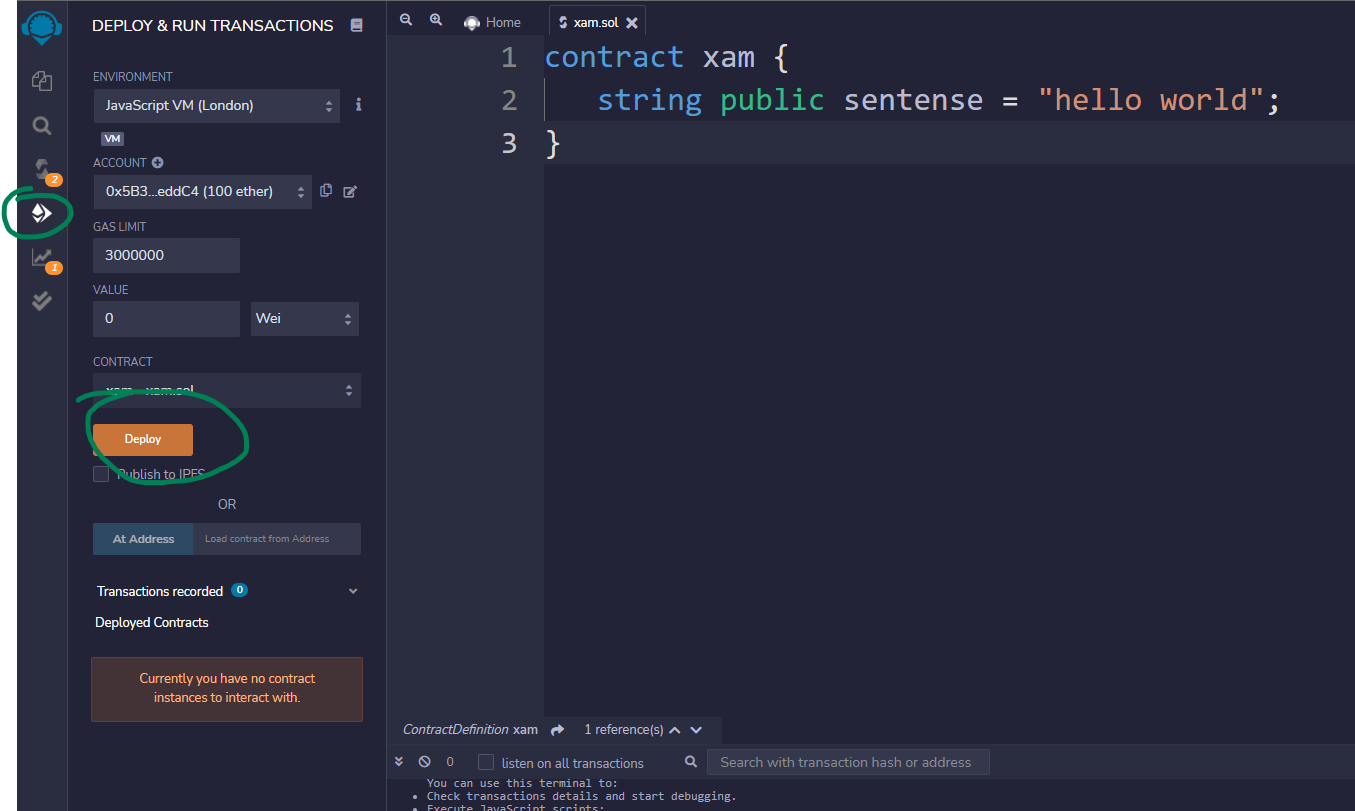 DEPLOY & RUN TRANSACTIONS
ENVIRONMENT
JavaScript VM (London)
VM
ACCOUNT
0x5B3...eddC4 (100 ether)
2
GAS LIMIT
3000000
1
VALUE
0
Wei
CONTRACT
xam - xam.sol
Deploy
Publish to IPFS
OR
At Address
Load contract from Address
Transactions recorded 0
Deployed Contracts
Currently you have no contract
instances to interact with.
Home
xam.sol
1 contract xam {
2 string public sentense = "hello world";
3 }
ContractDefinition xam 1 reference(s)
0 listen on all transactions Search with transaction hash or address
You can use this terminal to:
• Check transactions details and start debugging.
• Execute JavaScript scripts: